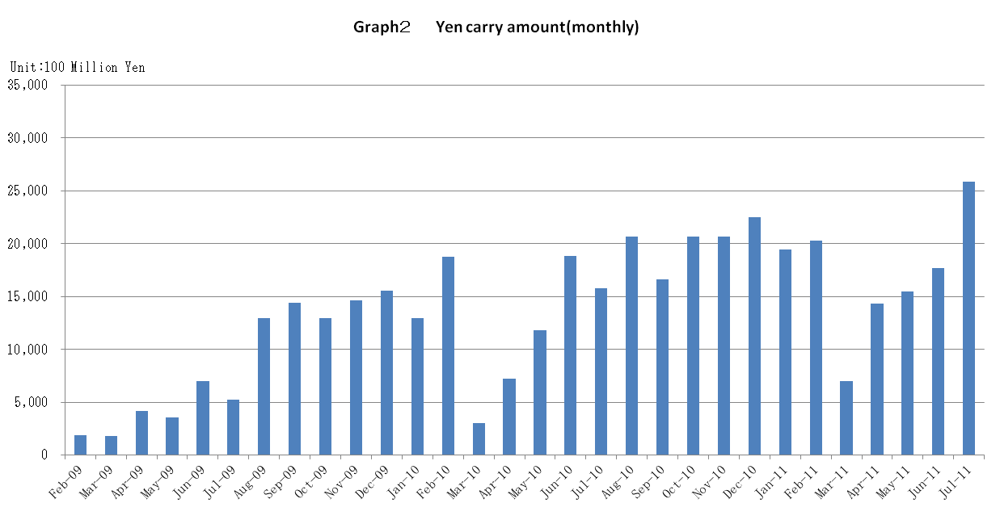 Graph２ Yen carry amount(monthly)
Unit:100 Million Yen
35,000
30,000
25,000
20,000
15,000
10,000
5,000
0
Feb-09 Mar-09 Apr-09 May-09 Jun-09 Jul-09 Aug-09 Sep-09 Oct-09 Nov-09 Dec-09 Jan-10 Feb-10 Mar-10 Apr-10 May-10 Jun-10 Jul-10 Aug-10 Sep-10 Oct-10 Nov-10 Dec-10 Jan-11 Feb-11 Mar-11 Apr-11 May-11 Jun-11 Jul-11